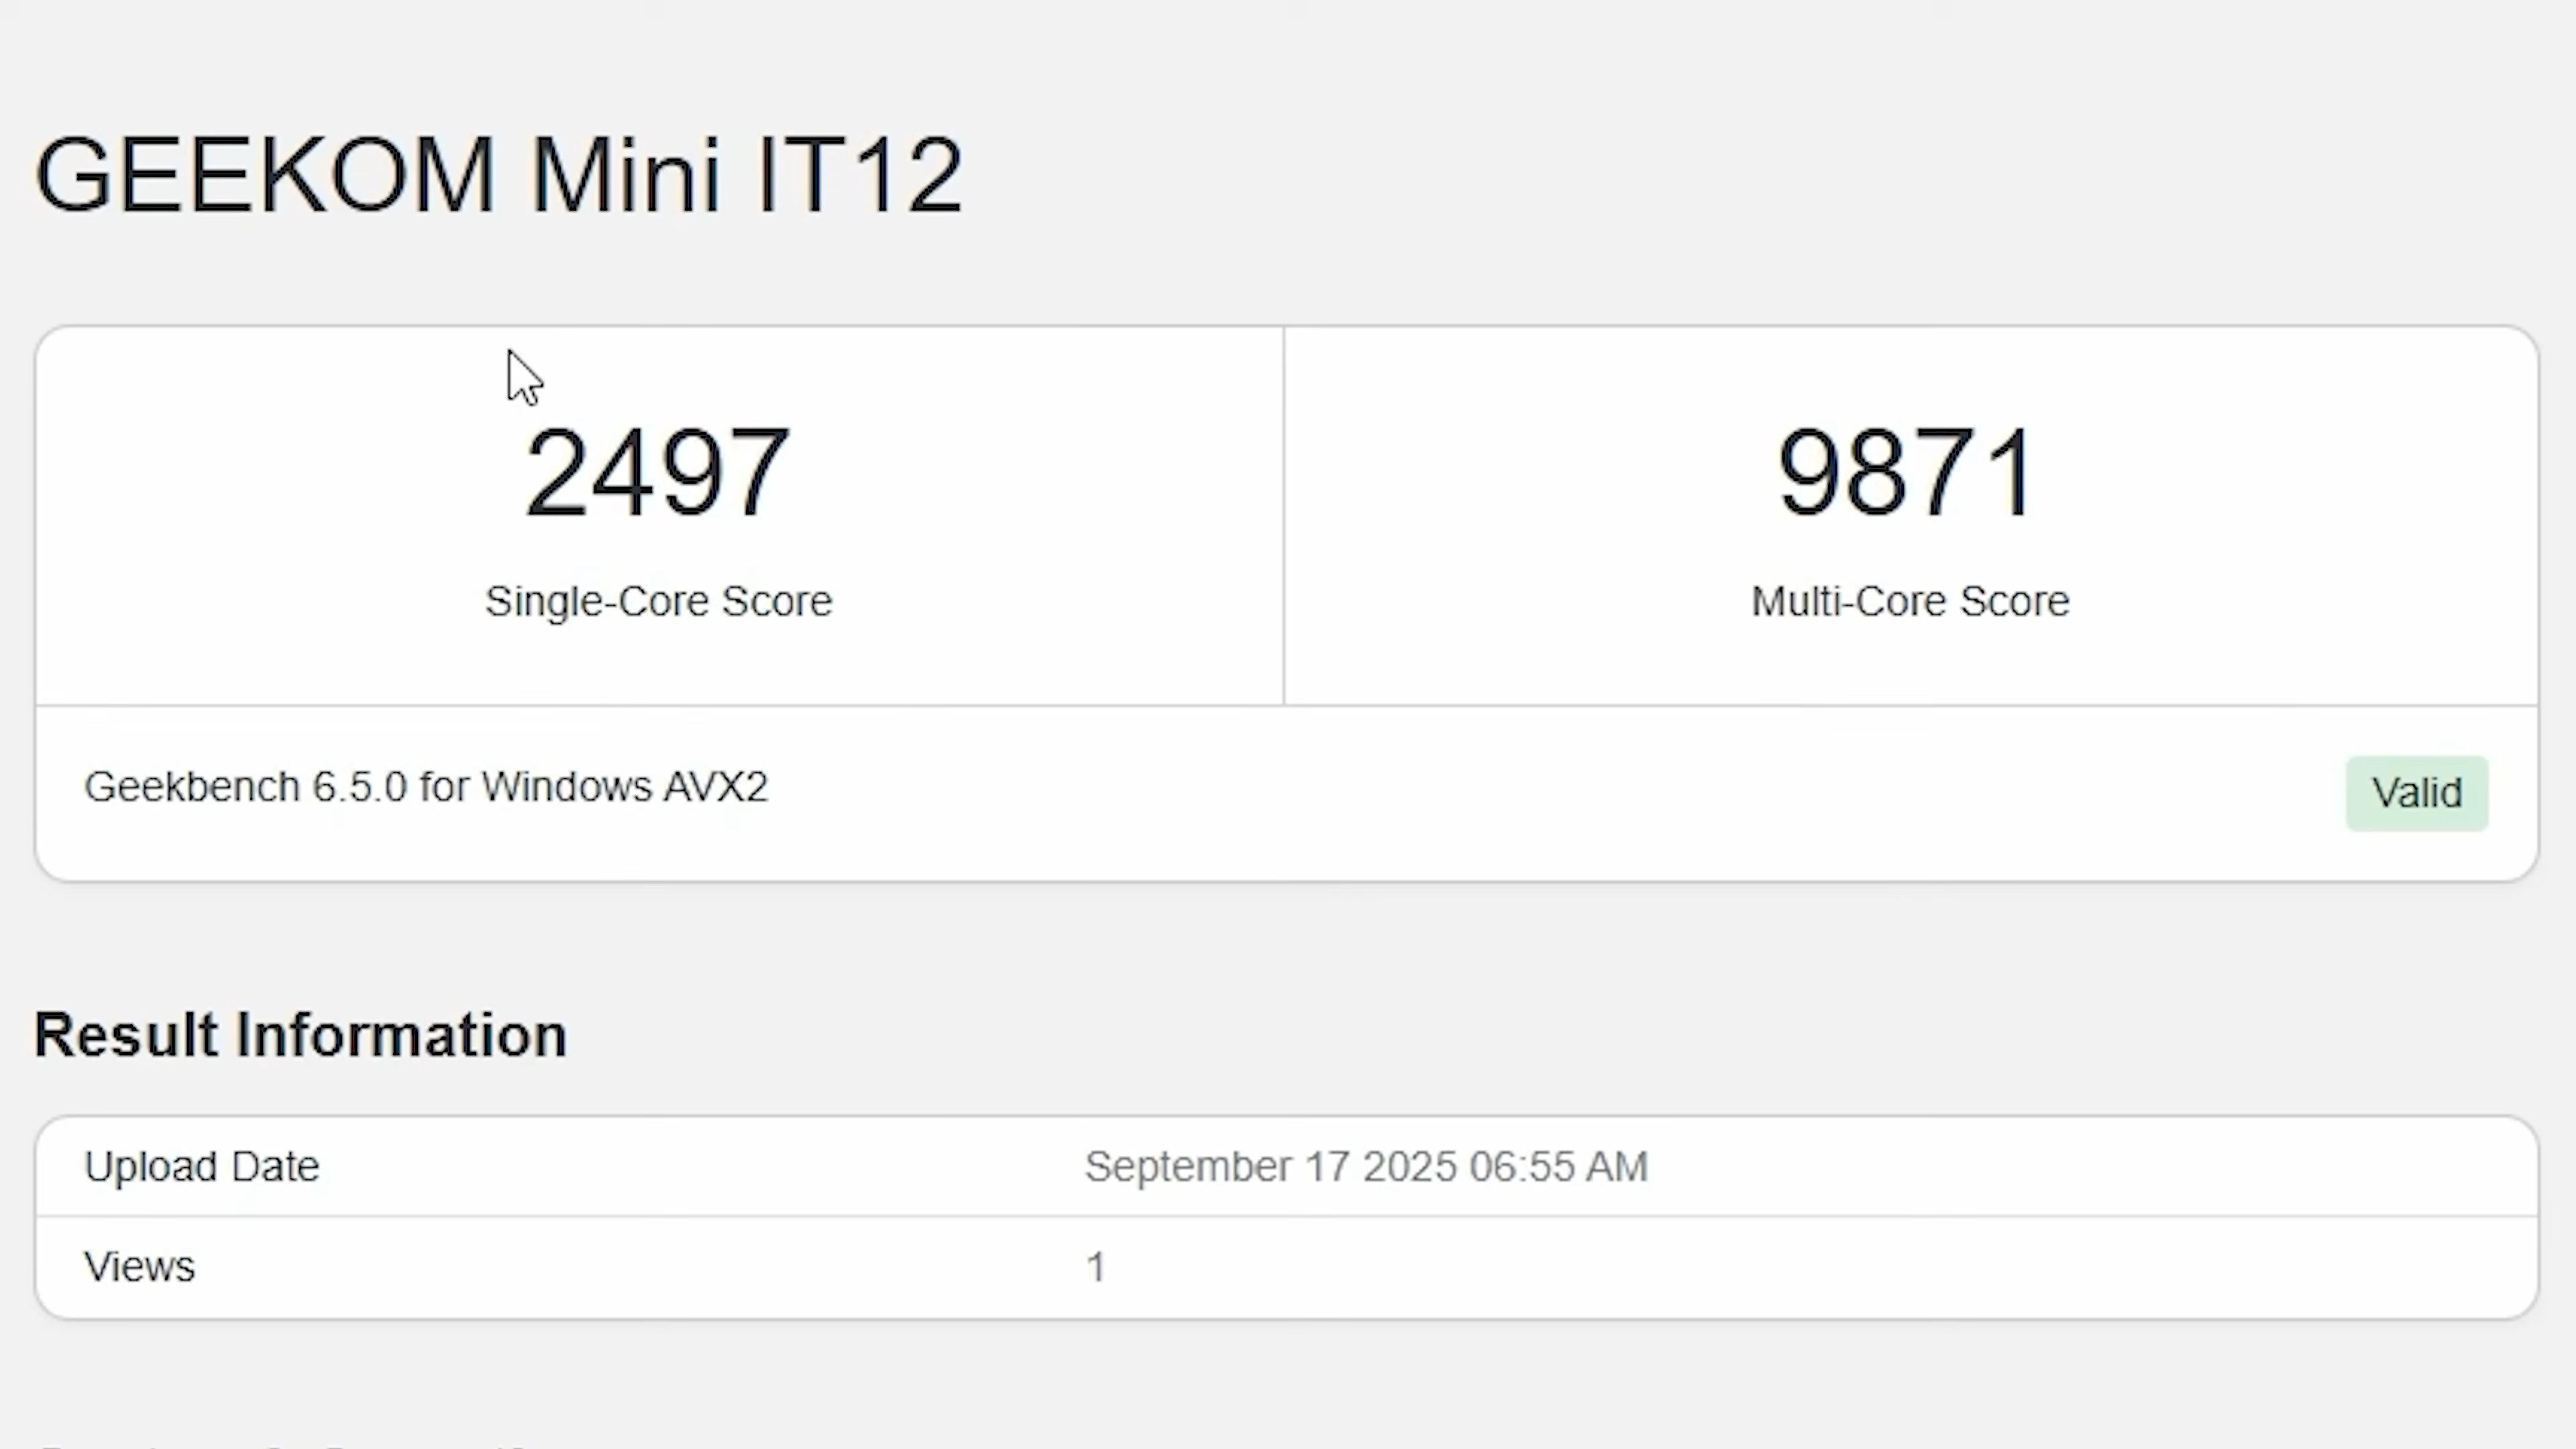 GEEKOM Mini IT12
2497
Single-Core Score
9871
Multi-Core Score
Geekbench 6.5.0 for Windows AVX2
Valid
Result Information
Upload Date
September 17 2025 06:55 AM
Views
1